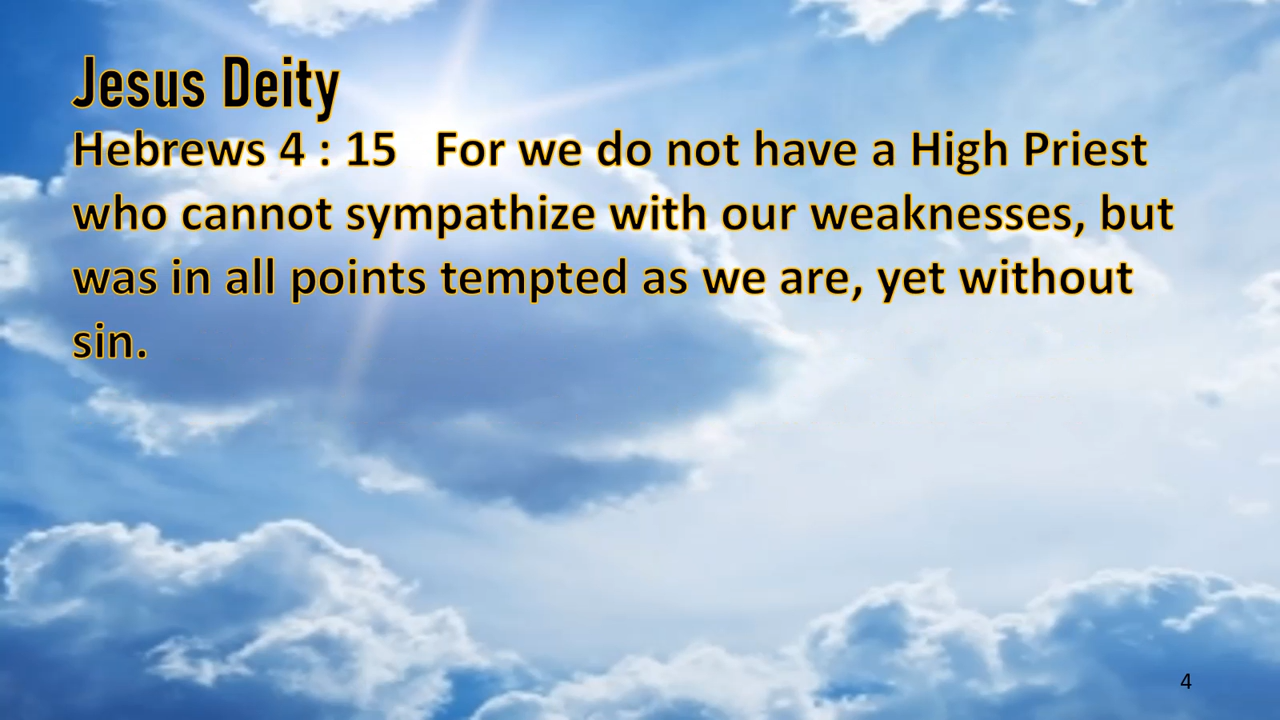 Jesus Deity
Hebrews 4 : 15   For we do not have a High Priest
who cannot sympathize with our weaknesses, but
was in all points tempted as we are, yet without
sin.
4